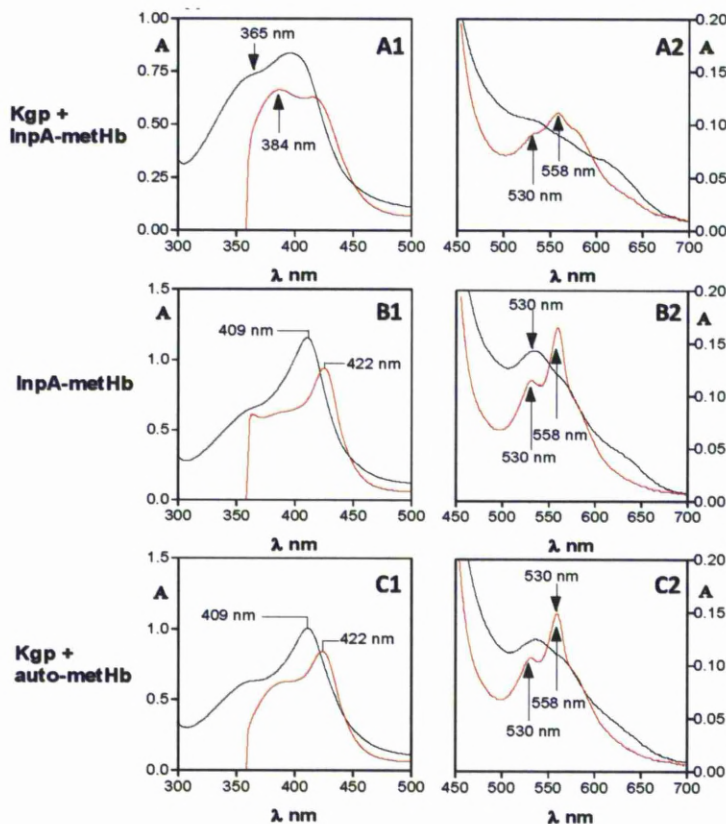 365 nm
A1
A2
1.00
A
0.20
A
0.75
0.15
Kgp +
InpA-metHb
0.50
0.10
384 nm
530 nm
558 nm
0.25
0.05
0.00
0.00
300 350 400 450 500
450 500 550 600 650 700
λ nm
λ nm
1.5
A
409 nm
B1
530 nm
B2
0.20
A
422 nm
1.0
0.15
InpA-metHb
0.10
0.5
530 nm
558 nm
0.05
0.0
0.00
300 350 400 450 500
450 500 550 600 650 700
λ nm
λ nm
1.5
A
409 nm
C1
530 nm
C2
0.20
A
422 nm
1.0
0.15
Kgp +
auto-metHb
0.10
0.5
530 nm
558 nm
0.05
0.0
0.00
300 350 400 450 500
450 500 550 600 650 700
λ nm
λ nm